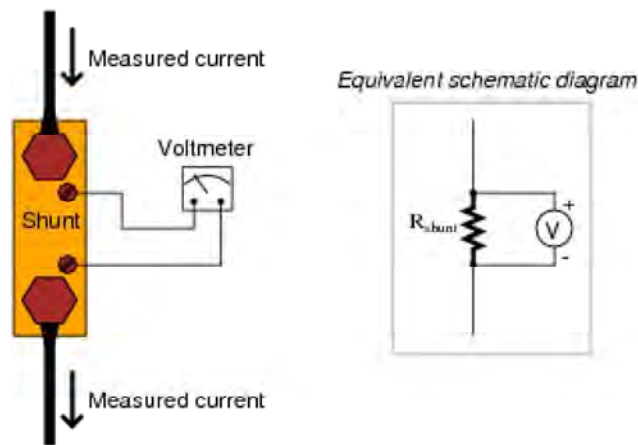 Measured current
Equivalent schematic diagram
Voltmeter
Shunt
Rshunt
+
V
-
Measured current